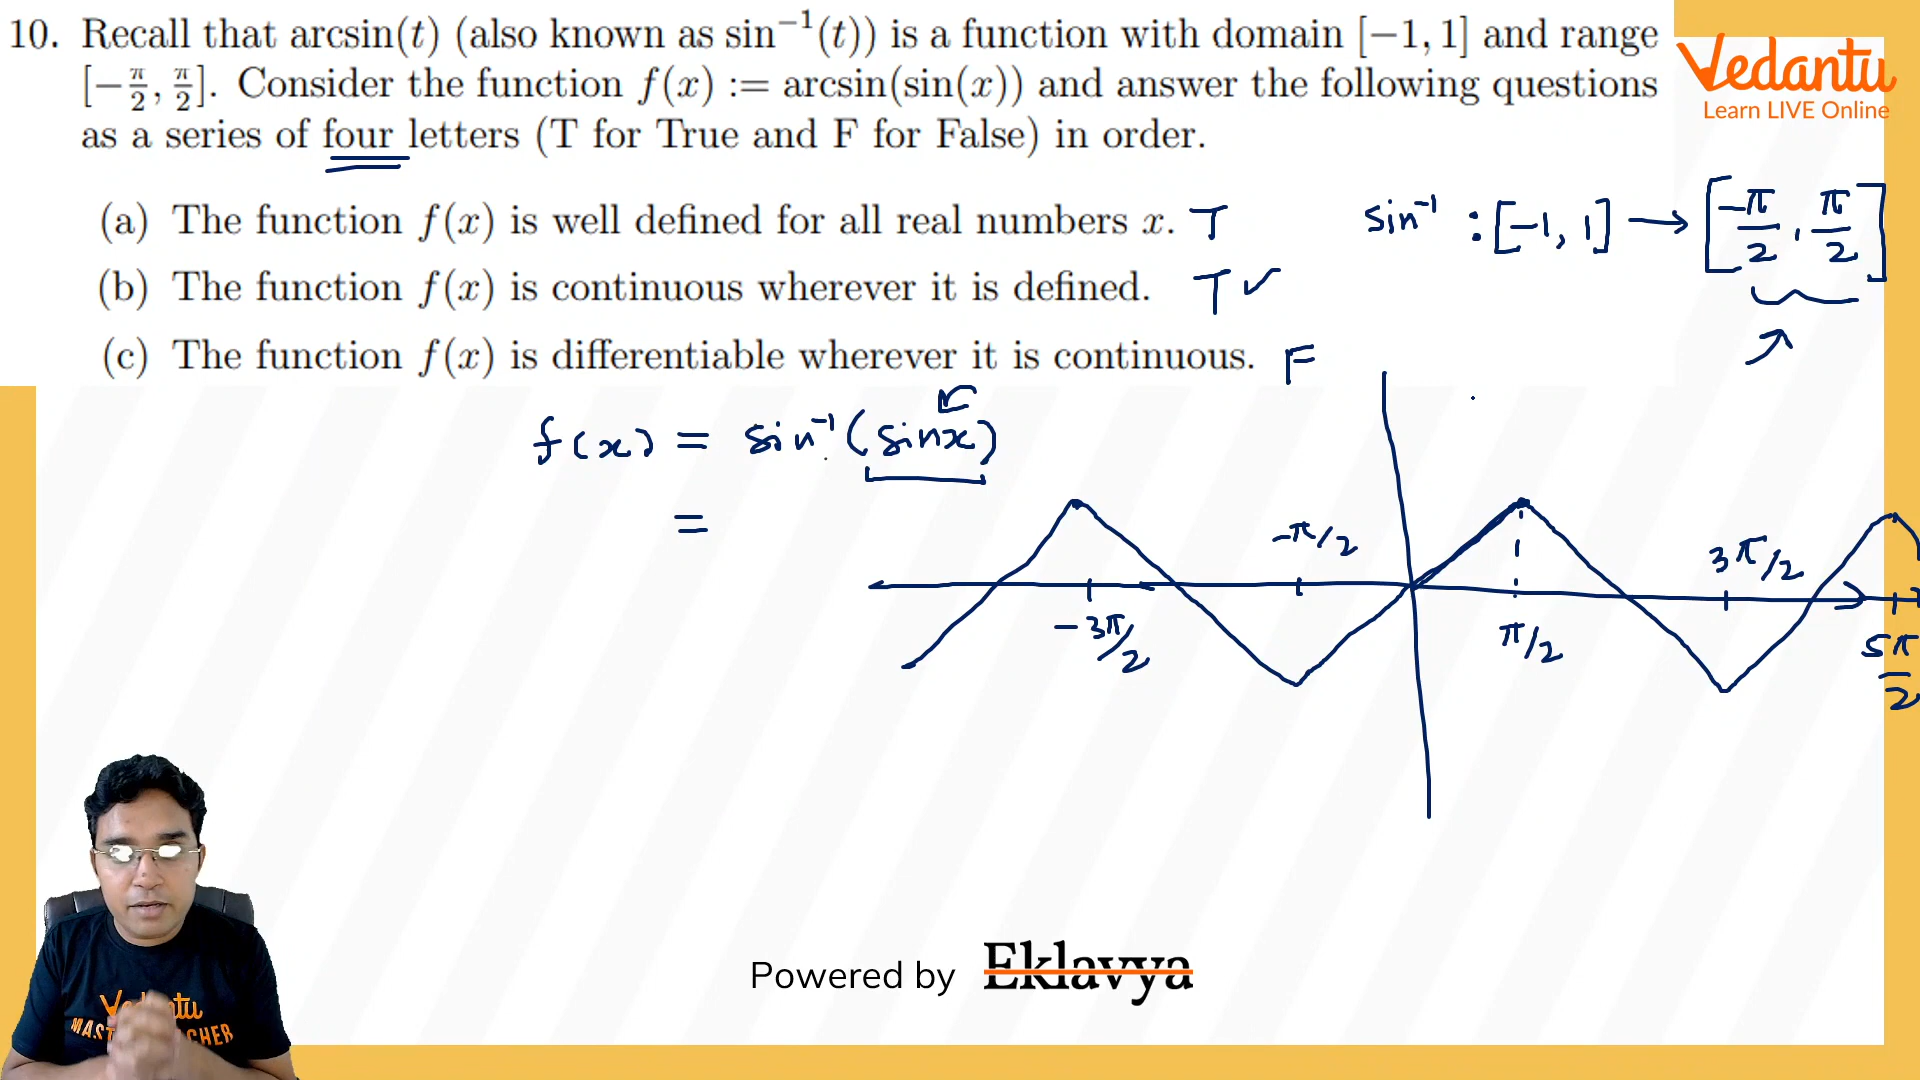 10. Recall that arcsin(t) (also known as sin⁻¹(t)) is a function with domain [−1, 1] and range
[−π/2, π/2]. Consider the function f(x) := arcsin(sin(x)) and answer the following questions
as a series of four letters (T for True and F for False) in order.
Vedantu
Learn LIVE Online
(a) The function f(x) is well defined for all real numbers x. T
sin⁻¹ : [−1, 1] → [−π/2, π/2]
(b) The function f(x) is continuous wherever it is defined. T ✓
(c) The function f(x) is differentiable wherever it is continuous. F
f(x) = sin⁻¹(sinx)
=
−π/2
3π/2
−3π/2
π/2
5π/2
Powered by Eklavya